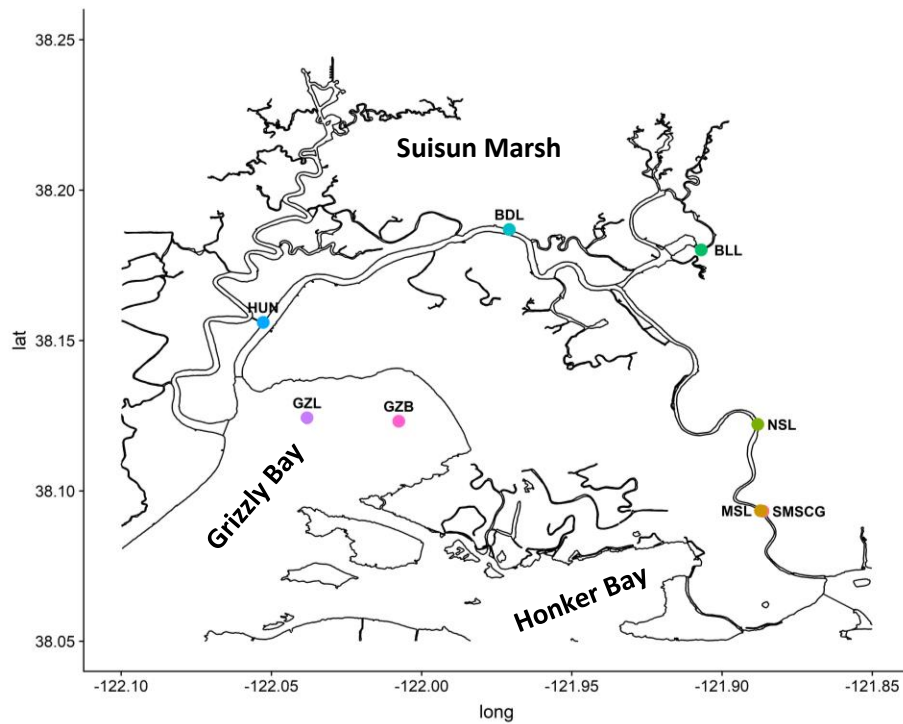 38.25
Suisun Marsh
38.20
BDL
BLL
HUN
38.15
lat
GZL
GZB
NSL
Grizzly Bay
38.10
MSL
SMSCG
Honker Bay
38.05
-122.10
-122.05
-122.00
-121.95
-121.90
-121.85
long